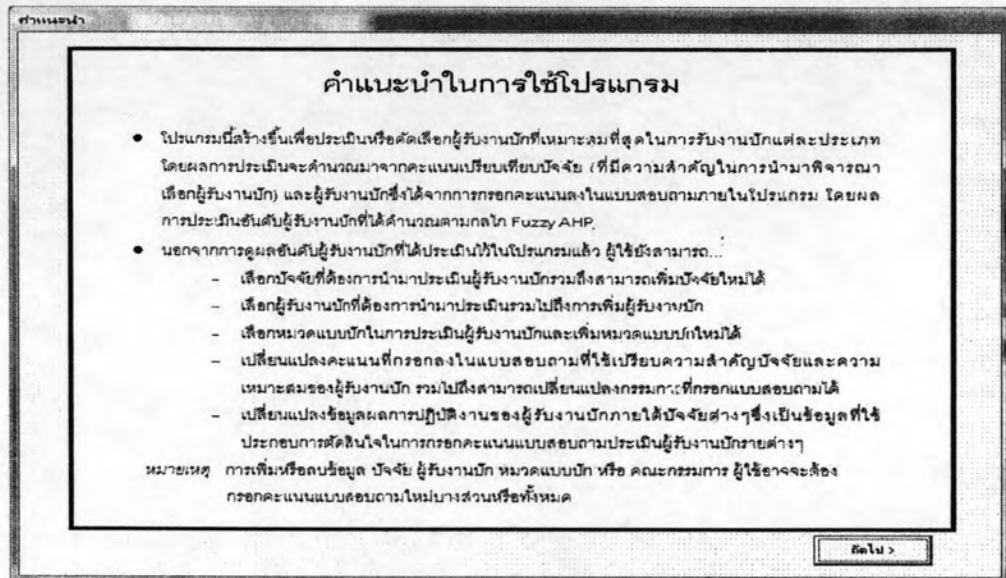 คำแนะนำ
คำแนะนำในการใช้โปรแกรม
● โปรแกรมนี้สร้างขึ้นเพื่อประเมินหรือคัดเลือกผู้รับงานปักที่เหมาะสมที่สุดในการรับงานปักแต่ละประเภท
โดยผลการประเมินจะคำนวณมาจากคะแนนเปรียบเทียบปัจจัย (ที่มีความสำคัญในการนำมาพิจารณา
เลือกผู้รับงานปัก) และผู้รับงานปักซึ่งได้จากการกรอกคะแนนลงในแบบสอบถามภายในโปรแกรม โดยผล
การประเมินอันดับผู้รับงานปักที่ได้คำนวณตามกลไก Fuzzy AHP
● นอกจากการดูผลอันดับผู้รับงานปักที่ได้ประเมินไว้ในโปรแกรมแล้ว ผู้ใช้ยังสามารถ...
– เลือกปัจจัยที่ต้องการนำมาประเมินผู้รับงานปักรวมถึงสามารถเพิ่มปัจจัยใหม่ได้
– เลือกผู้รับงานปักที่ต้องการนำมาประเมินรวมไปถึงการเพิ่มผู้รับงานปัก
– เลือกหมวดแบบปักในการประเมินผู้รับงานปักและเพิ่มหมวดแบบปักใหม่ได้
– เปลี่ยนแปลงคะแนนที่กรอกลงในแบบสอบถามที่ใช้เปรียบความสำคัญปัจจัยและความ
เหมาะสมของผู้รับงานปัก รวมไปถึงสามารถเปลี่ยนแปลงกรรมการที่กรอกแบบสอบถามได้
– เปลี่ยนแปลงข้อมูลผลการปฏิบัติงานของผู้รับงานปักภายใต้ปัจจัยต่างๆซึ่งเป็นข้อมูลที่ใช้
ประกอบการตัดสินใจในการกรอกคะแนนแบบสอบถามประเมินผู้รับงานปักรายต่างๆ
หมายเหตุ การเพิ่มหรือลบข้อมูล ปัจจัย ผู้รับงานปัก หมวดแบบปัก หรือ คณะกรรมการ ผู้ใช้อาจจะต้อง
กรอกคะแนนแบบสอบถามใหม่บางส่วนหรือทั้งหมด
ถัดไป >